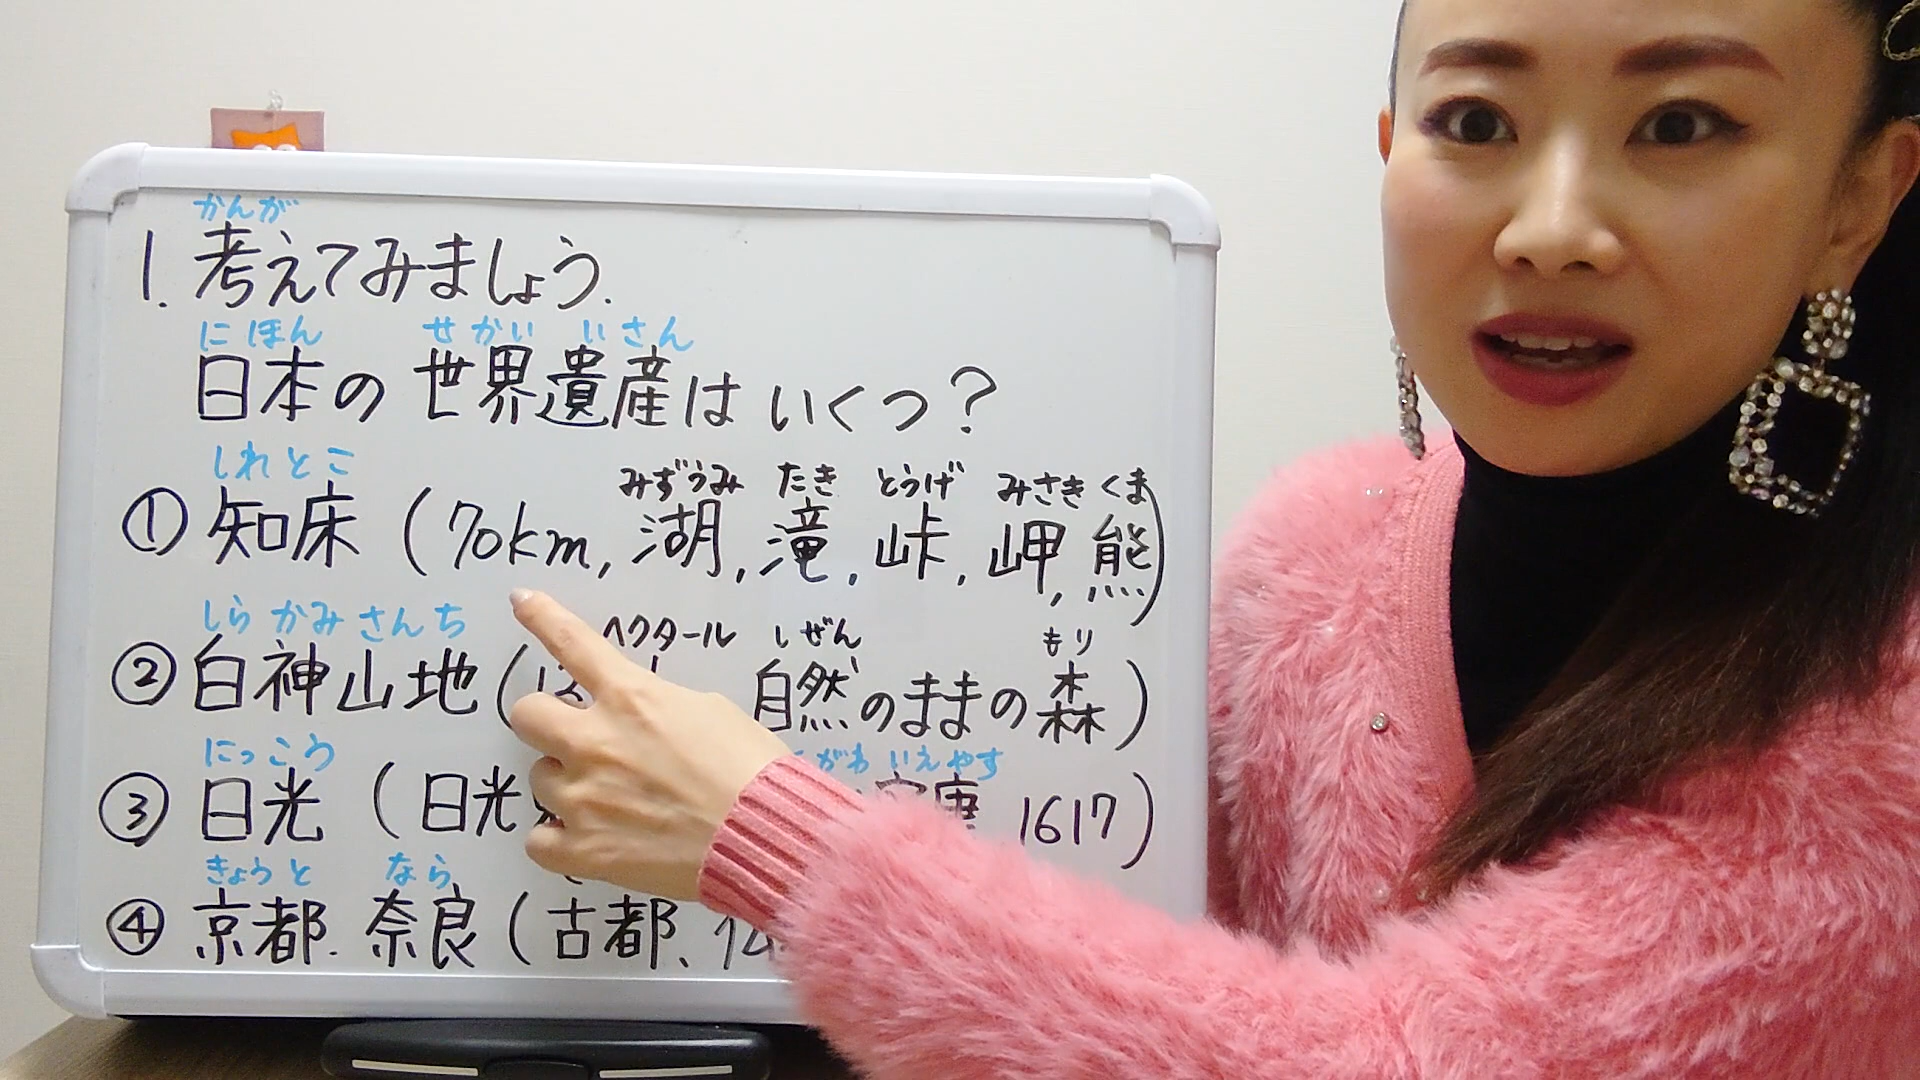 かんが
1. 考えてみましょう.
にほん せかい いさん
日本の世界遺産はいくつ?
しれとこ みずうみ たき とうげ みさき くま
① 知床 (70km, 湖, 滝, 峠, 岬, 熊)
しらかみさんち ヘクタール しぜん もり
② 白神山地 ( 自然のままの森)
にっこう がわ いえやす
③ 日光 (日光 家康 1617)
きょうと なら
④ 京都. 奈良 (古都、